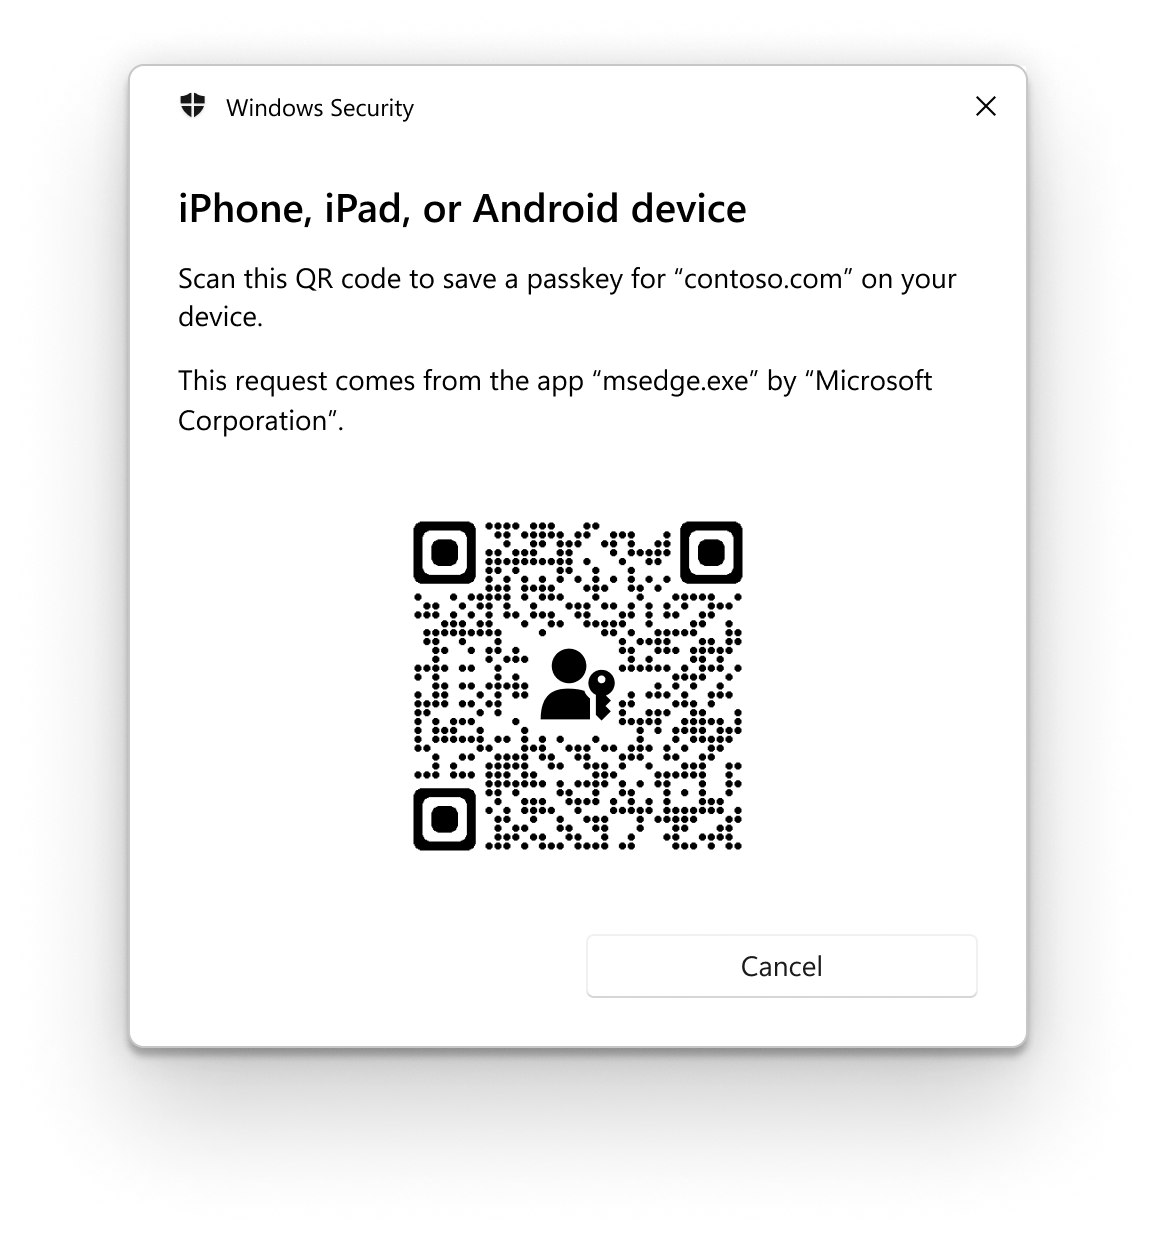 Windows Security
iPhone, iPad, or Android device
Scan this QR code to save a passkey for “contoso.com” on your
device.
This request comes from the app “msedge.exe” by “Microsoft
Corporation”.
Cancel